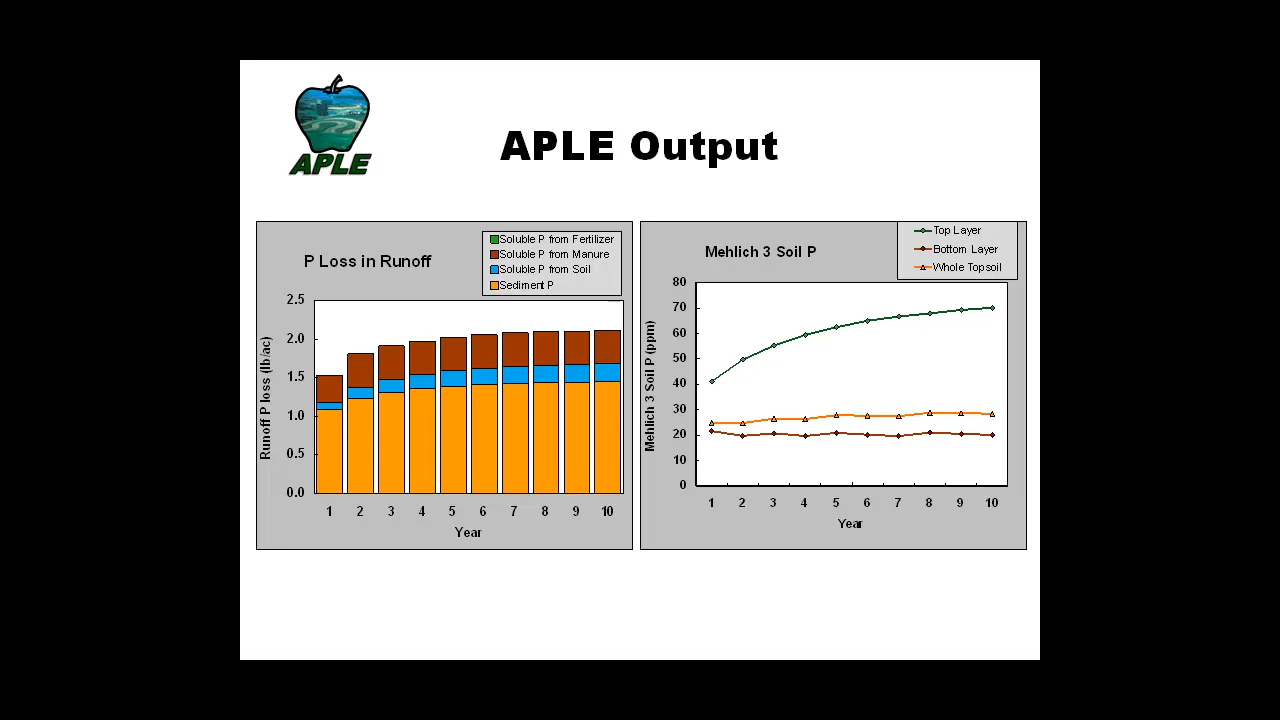 APLE
APLE Output
P Loss in Runoff
Soluble P from Fertilizer
Soluble P from Manure
Soluble P from Soil
Sediment P
Runoff P loss (lb/ac)
2.5
2.0
1.5
1.0
0.5
0.0
1 2 3 4 5 6 7 8 9 10
Year
Mehlich 3 Soil P
Top Layer
Bottom Layer
Whole Topsoil
Mehlich 3 Soil P (ppm)
80
70
60
50
40
30
20
10
0
1 2 3 4 5 6 7 8 9 10
Year